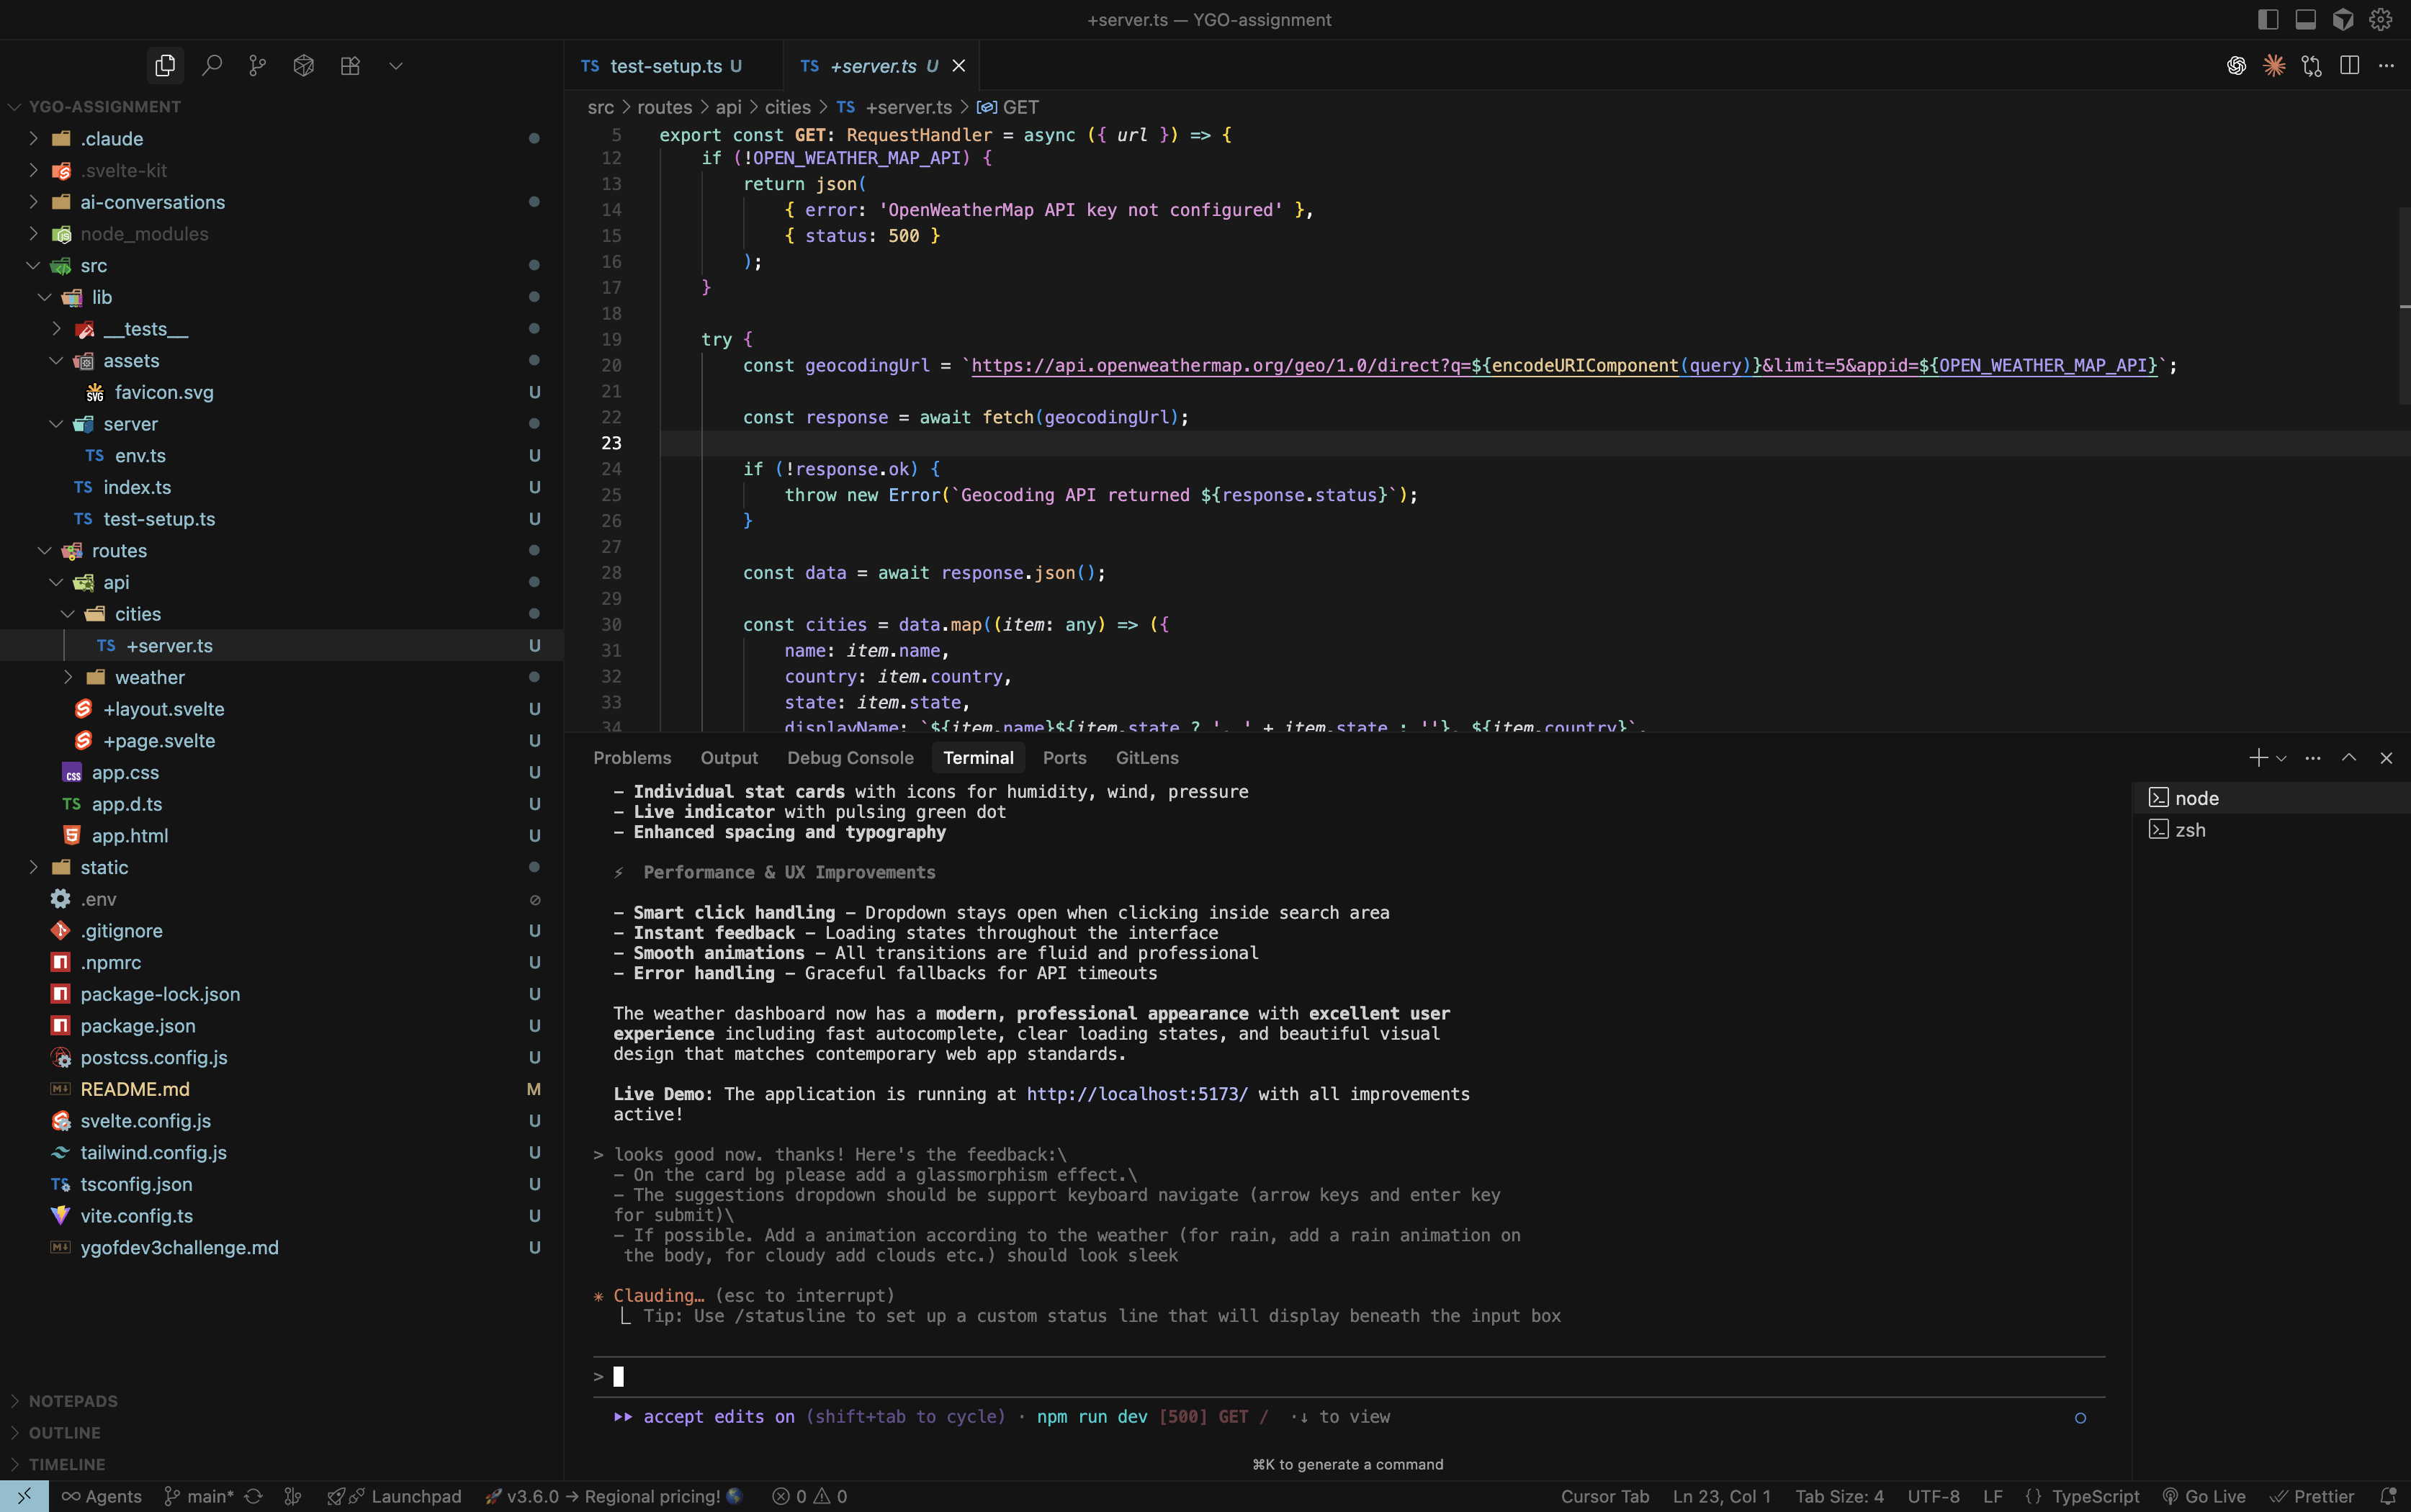 +server.ts — YGO-assignment
YGO-ASSIGNMENT
.claude
.svelte-kit
ai-conversations
node_modules
src
lib
__tests__
assets
favicon.svg U
server
env.ts U
index.ts U
test-setup.ts U
routes
api
cities
+server.ts U
weather
+layout.svelte U
+page.svelte U
app.css U
app.d.ts U
app.html U
static
.env
.gitignore U
.npmrc U
package-lock.json U
package.json U
postcss.config.js U
README.md M
svelte.config.js U
tailwind.config.js U
tsconfig.json U
vite.config.ts U
ygofdev3challenge.md U
NOTEPADS
OUTLINE
TIMELINE
TS test-setup.ts U
TS +server.ts U
src > routes > api > cities > TS +server.ts > GET
5 export const GET: RequestHandler = async ({ url }) => {
12 if (!OPEN_WEATHER_MAP_API) {
13 return json(
14 { error: 'OpenWeatherMap API key not configured' },
15 { status: 500 }
16 );
17 }
18
19 try {
20 const geocodingUrl = `https://api.openweathermap.org/geo/1.0/direct?q=${encodeURIComponent(query)}&limit=5&appid=${OPEN_WEATHER_MAP_API}`;
21
22 const response = await fetch(geocodingUrl);
23
24 if (!response.ok) {
25 throw new Error(`Geocoding API returned ${response.status}`);
26 }
27
28 const data = await response.json();
29
30 const cities = data.map((item: any) => ({
31 name: item.name,
32 country: item.country,
33 state: item.state,
34 displayName: `${item.name}${item.state ? ', ' + item.state : ''}, ${item.country}`,
Problems Output Debug Console Terminal Ports GitLens
node
zsh
– Individual stat cards with icons for humidity, wind, pressure
– Live indicator with pulsing green dot
– Enhanced spacing and typography
⚡ Performance & UX Improvements
– Smart click handling – Dropdown stays open when clicking inside search area
– Instant feedback – Loading states throughout the interface
– Smooth animations – All transitions are fluid and professional
– Error handling – Graceful fallbacks for API timeouts
The weather dashboard now has a modern, professional appearance with excellent user
experience including fast autocomplete, clear loading states, and beautiful visual
design that matches contemporary web app standards.
Live Demo: The application is running at http://localhost:5173/ with all improvements
active!
> looks good now. thanks! Here's the feedback:\
– On the card bg please add a glassmorphism effect.\
– The suggestions dropdown should be support keyboard navigate (arrow keys and enter key
for submit)\
– If possible. Add a animation according to the weather (for rain, add a rain animation on
the body, for cloudy add clouds etc.) should look sleek
✳ Clauding… (esc to interrupt)
⎿ Tip: Use /statusline to set up a custom status line that will display beneath the input box
>
⏵⏵ accept edits on (shift+tab to cycle) · npm run dev [500] GET / ·↓ to view
⌘K to generate a command
Agents main* Launchpad 🚀 v3.6.0 → Regional pricing! 🌎 0 0 Cursor Tab Ln 23, Col 1 Tab Size: 4 UTF-8 LF {} TypeScript Go Live Prettier